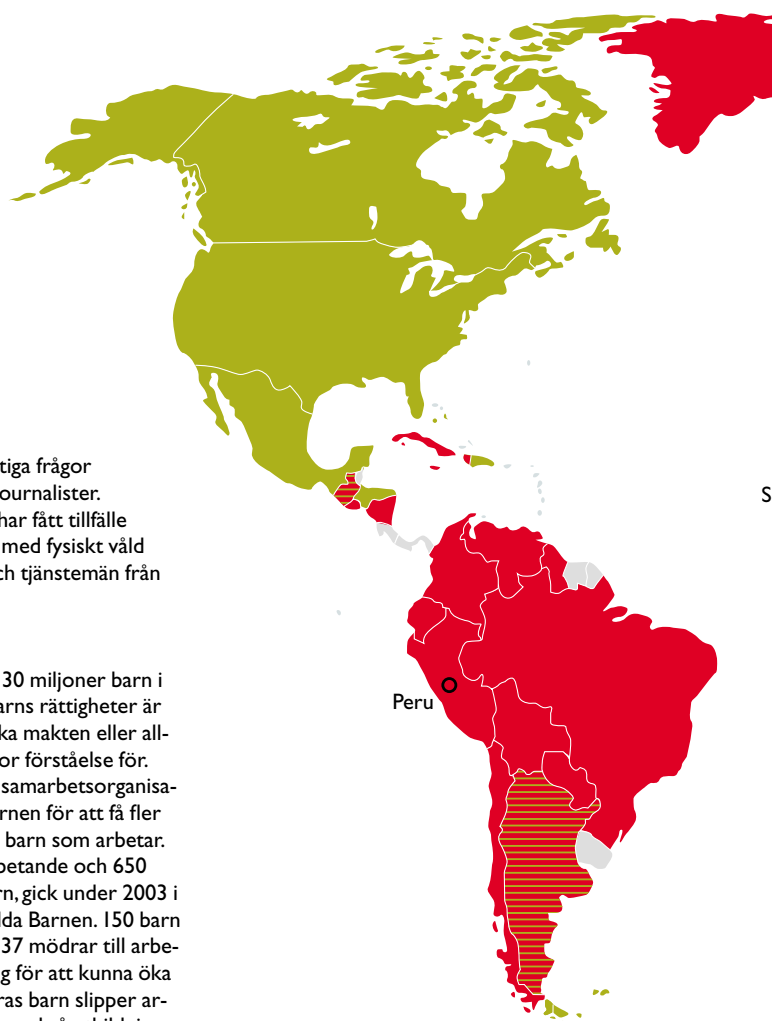 tiga frågor
ournalister.
har fått tillfälle
med fysiskt våld
ch tjänstemän från
30 miljoner barn i
arns rättigheter är
ka makten eller all-
or förståelse för.
samarbetsorganisa-
rnen för att få fler
barn som arbetar.
betande och 650
rn, gick under 2003 i
lda Barnen. 150 barn
37 mödrar till arbe-
g för att kunna öka
ras barn slipper ar-
Peru
S